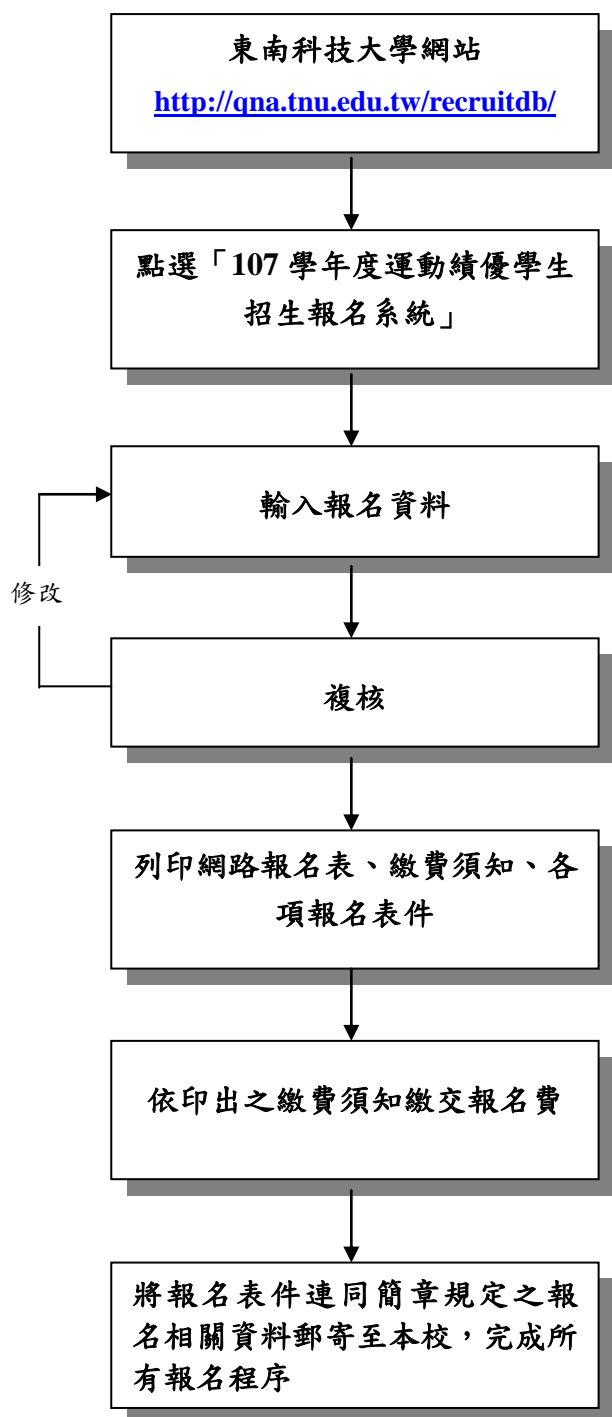 東南科技大學網站
http://qna.tnu.edu.tw/recruitdb/
點選「107 學年度運動績優學生
招生報名系統」
輸入報名資料
修改
複核
列印網路報名表、繳費須知、各
項報名表件
依印出之繳費須知繳交報名費
將報名表件連同簡章規定之報
名相關資料郵寄至本校，完成所
有報名程序